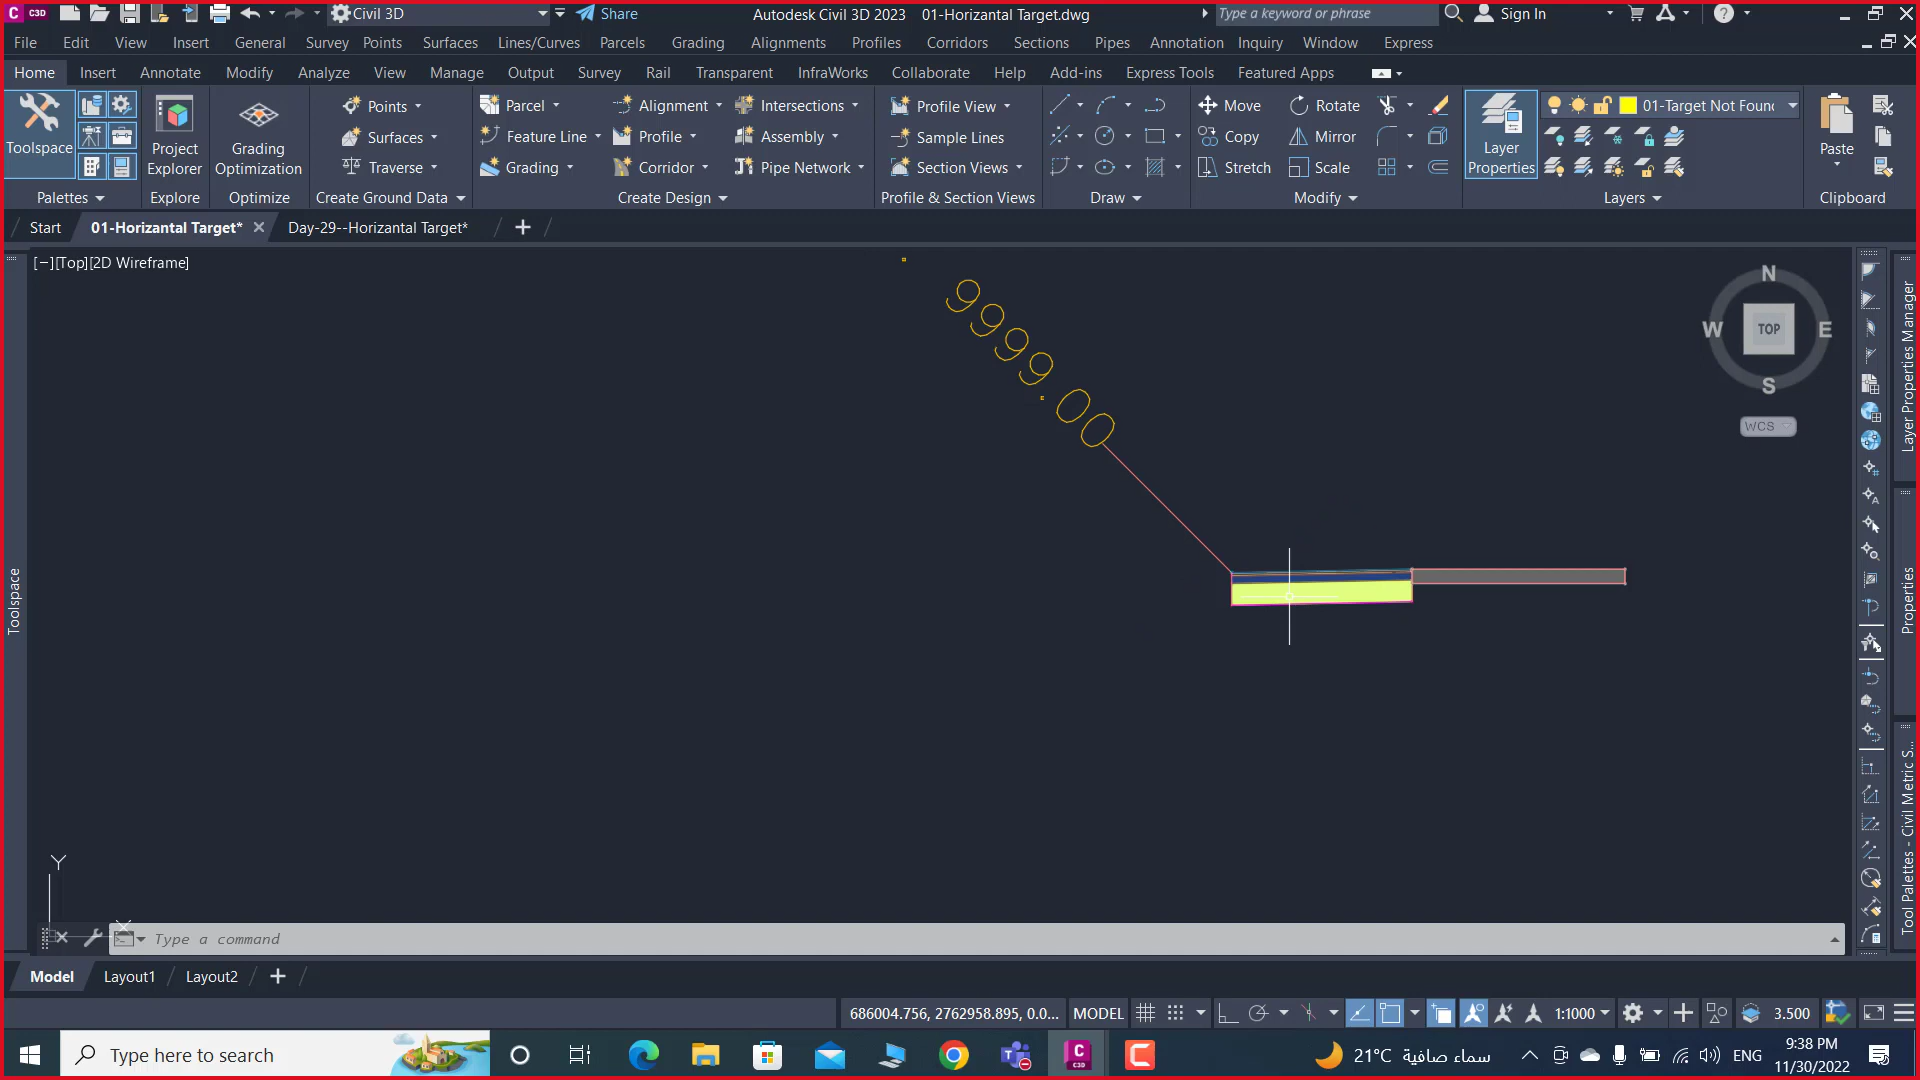 C C3D Civil 3D Share Autodesk Civil 3D 2023 01-Horizantal Target.dwg Type a keyword or phrase Sign In ?
File Edit View Insert General Survey Points Surfaces Lines/Curves Parcels Grading Alignments Profiles Corridors Sections Pipes Annotation Inquiry Window Express
Home Insert Annotate Modify Analyze View Manage Output Survey Rail Transparent InfraWorks Collaborate Help Add-ins Express Tools Featured Apps
Points Parcel Alignment Intersections Profile View Move Rotate 01-Target Not Found
Toolspace Project Explorer Grading Optimization Surfaces Feature Line Profile Assembly Sample Lines Copy Mirror Layer Properties Paste
Traverse Grading Corridor Pipe Network Section Views Stretch Scale
Palettes Explore Optimize Create Ground Data Create Design Profile & Section Views Draw Modify Layers Clipboard
Start 01-Horizantal Target* Day-29--Horizantal Target*
[−][Top][2D Wireframe]
9999.00
N
W TOP E
S
WCS
Layer Properties Manager
Properties
Toolspace
Tool Palettes - Civil Metric S...
Y
X
Type a command
Model Layout1 Layout2
686004.756, 2762958.895, 0.0... MODEL 1:1000 3.500
Type here to search 21°C سماء صافية ENG 9:38 PM
11/30/2022